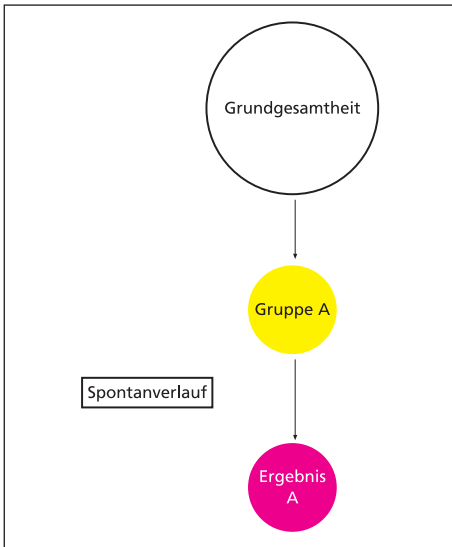 Grundgesamtheit
Gruppe A
Spontanverlauf
Ergebnis
A